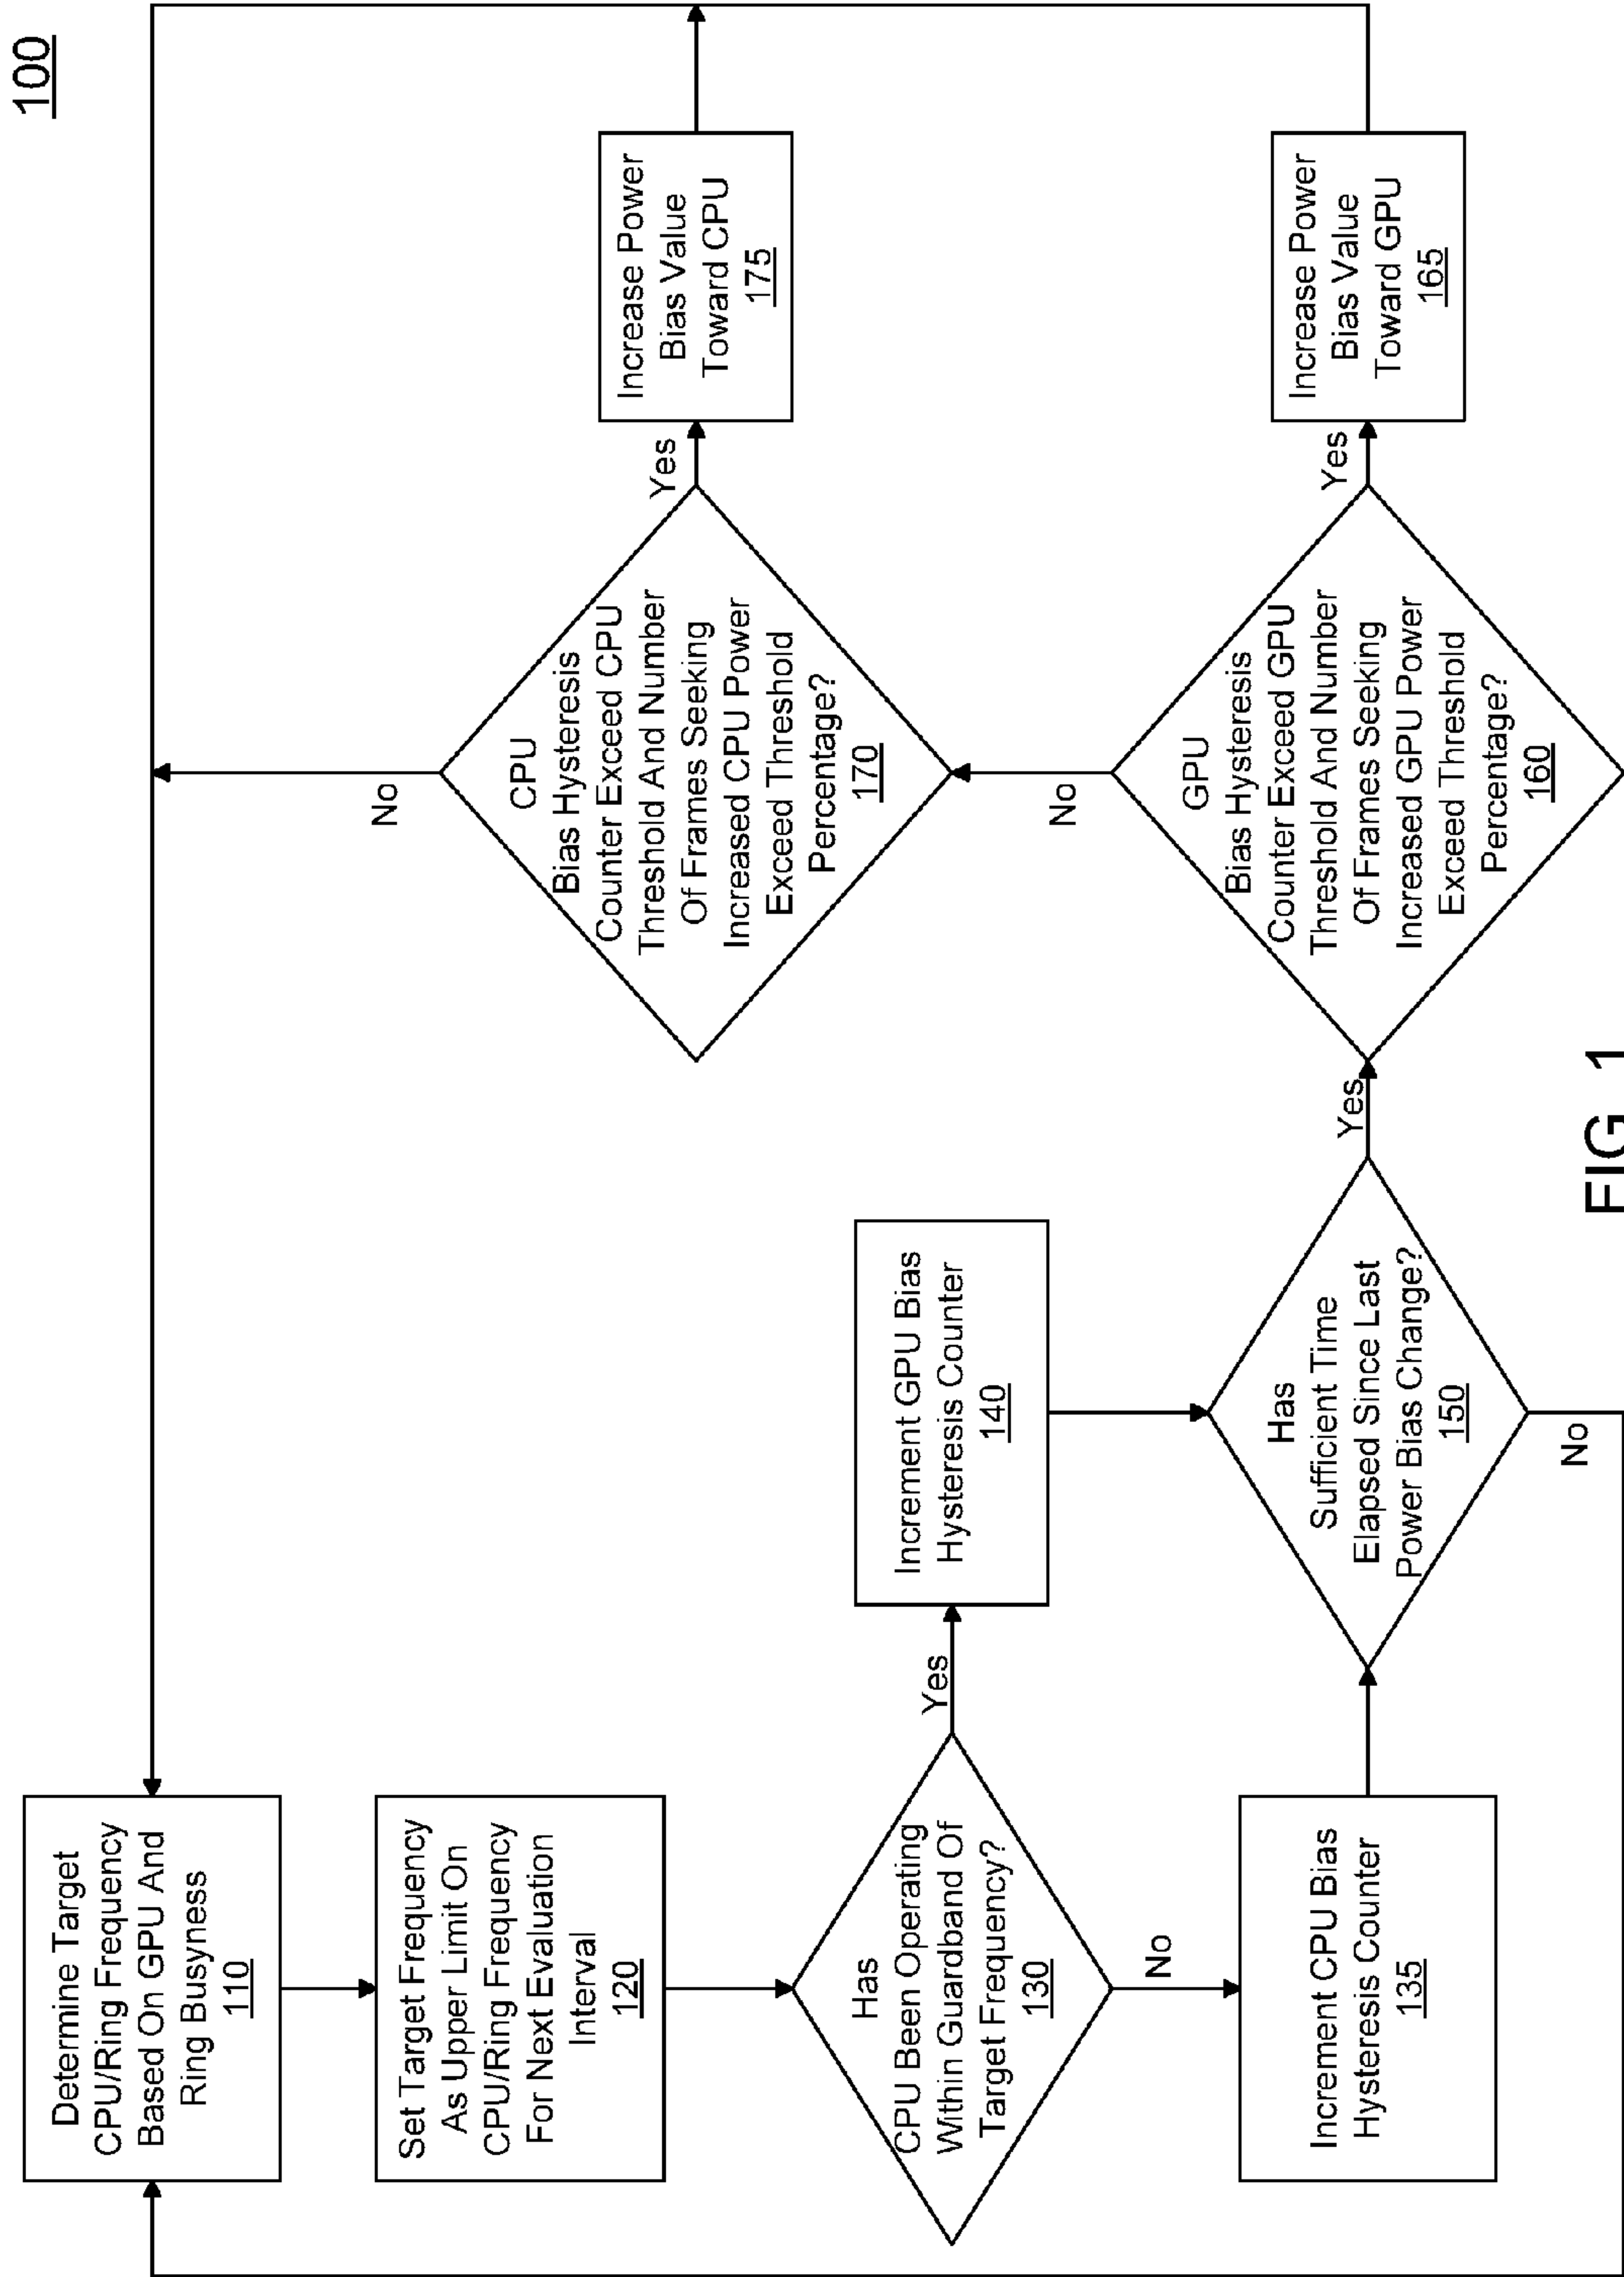 100
Determine Target
CPU/Ring Frequency
Based On GPU And
Ring Busyness
110
Set Target Frequency
As Upper Limit On
CPU/Ring Frequency
For Next Evaluation
Interval
120
Has
CPU Been Operating
Within Guardband Of
Target Frequency?
130
Yes
No
Increment CPU Bias
Hysteresis Counter
135
Increment GPU Bias
Hysteresis Counter
140
Has
Sufficient Time
Elapsed Since Last
Power Bias Change?
150
Yes
No
GPU
Bias Hysteresis
Counter Exceed GPU
Threshold And Number
Of Frames Seeking
Increased GPU Power
Exceed Threshold
Percentage?
160
Yes
No
Increase Power
Bias Value
Toward GPU
165
CPU
Bias Hysteresis
Counter Exceed CPU
Threshold And Number
Of Frames Seeking
Increased CPU Power
Exceed Threshold
Percentage?
170
Yes
No
Increase Power
Bias Value
Toward CPU
175
FIG. 1